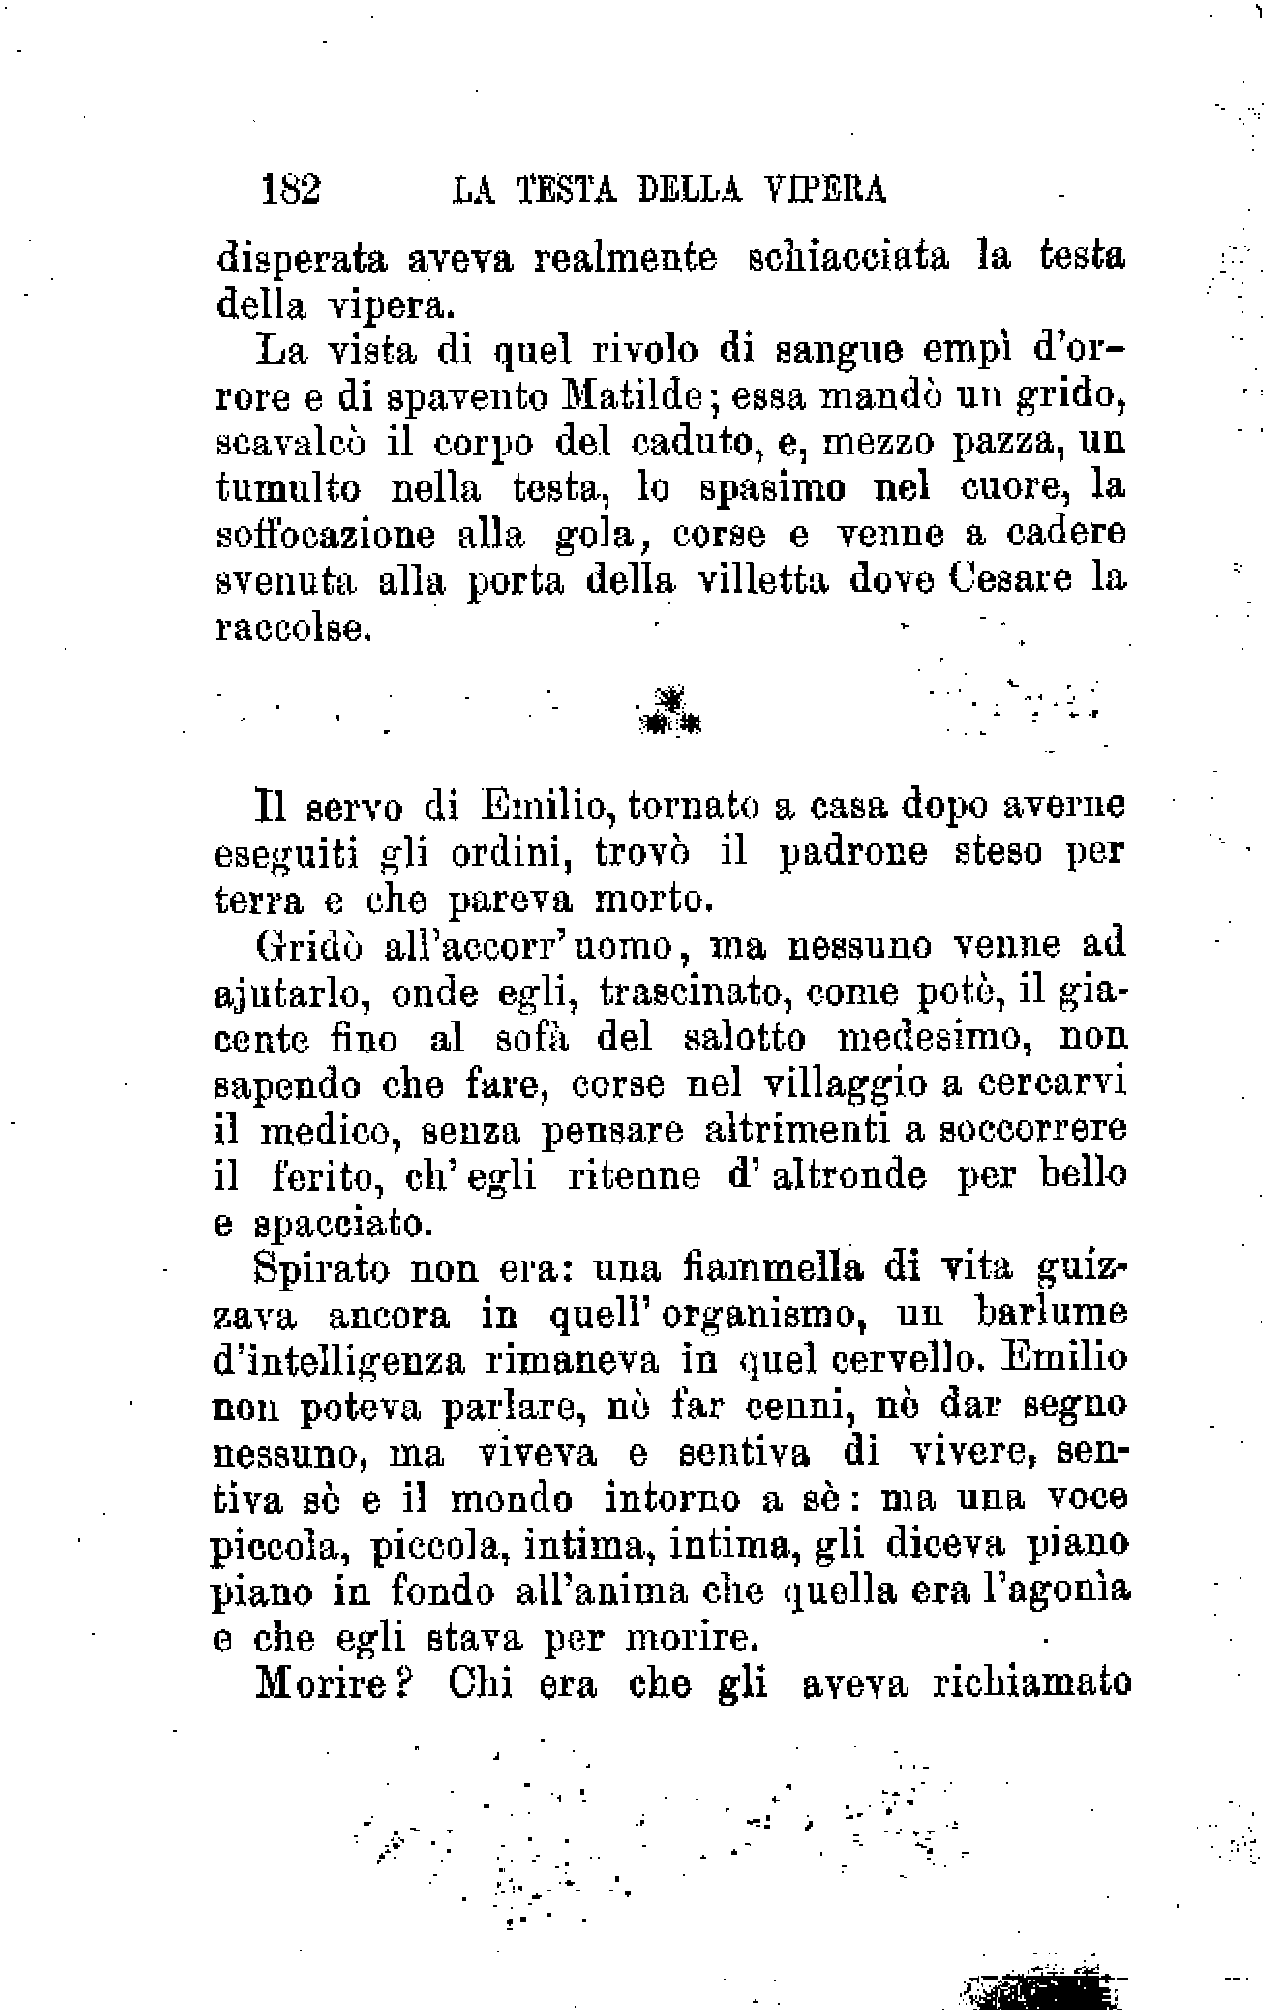 182 LA TESTA DELLA VIPERA
disperata aveva realmente schiacciata la testa
della vipera.
La vista di quel rivolo di sangue empì d'or-
rore e di spavento Matilde; essa mandò un grido,
scavalcò il corpo del caduto, e, mezzo pazza, un
tumulto nella testa, lo spasimo nel cuore, la
soffocazione alla gola, corse e venne a cadere
svenuta alla porta della villetta dove Cesare la
raccolse.
⁂
Il servo di Emilio, tornato a casa dopo averne
eseguiti gli ordini, trovò il padrone steso per
terra e che pareva morto.
Gridò all'accorr'uomo, ma nessuno venne ad
ajutarlo, onde egli, trascinato, come potè, il gia-
cente fino al sofà del salotto medesimo, non
sapendo che fare, corse nel villaggio a cercarvi
il medico, senza pensare altrimenti a soccorrere
il ferito, ch'egli ritenne d'altronde per bello
e spacciato.
Spirato non era: una fiammella di vita guiz-
zava ancora in quell'organismo, un barlume
d'intelligenza rimaneva in quel cervello. Emilio
non poteva parlare, nè far cenni, nè dar segno
nessuno, ma viveva e sentiva di vivere, sen-
tiva sè e il mondo intorno a sè: ma una voce
piccola, piccola, intima, intima, gli diceva piano
piano in fondo all'anima che quella era l'agonìa
e che egli stava per morire.
Morire? Chi era che gli aveva richiamato